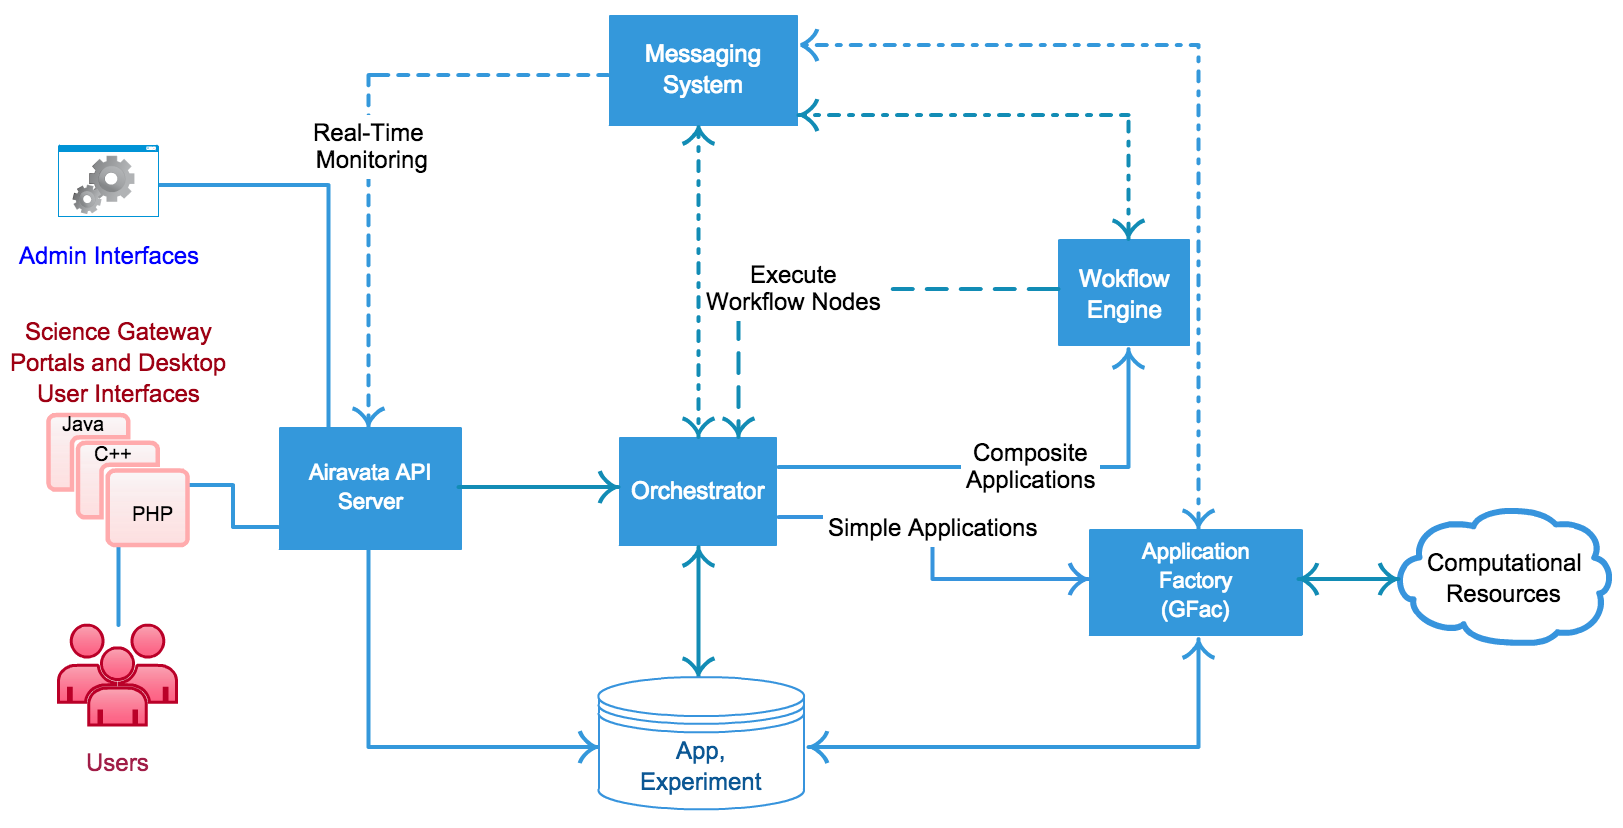 Messaging
System
Real-Time
Monitoring
Admin Interfaces
Execute
Workflow Nodes
Wokflow
Engine
Science Gateway
Portals and Desktop
User Interfaces
Java
C++
PHP
Airavata API
Server
Orchestrator
Composite
Applications
Simple Applications
Application
Factory
(GFac)
Computational
Resources
Users
App,
Experiment